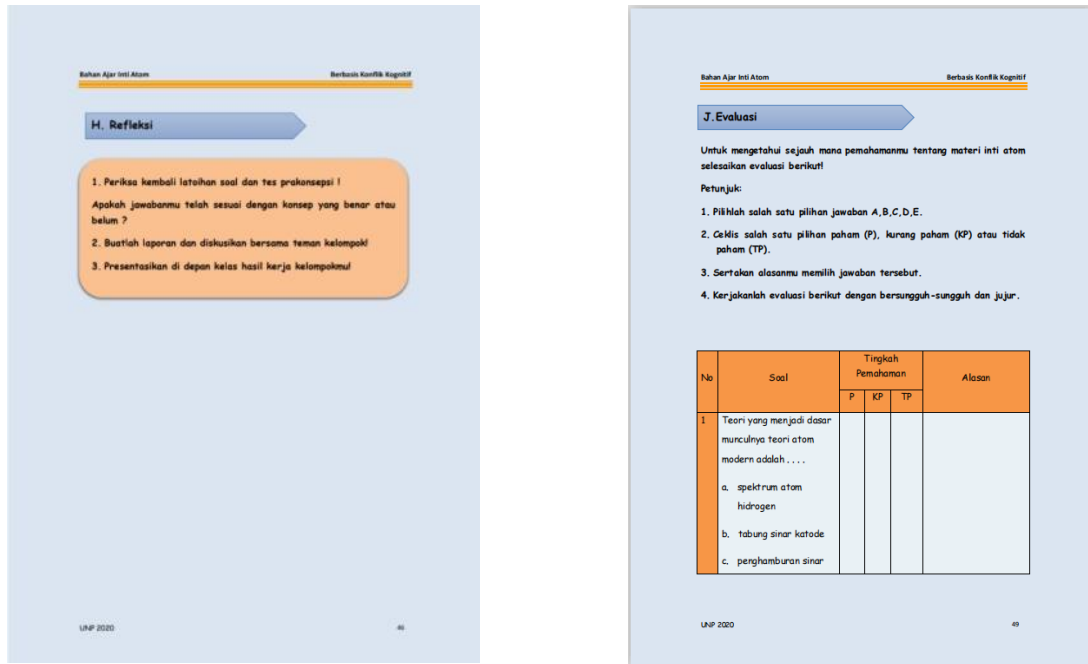 Bahan Ajar Inti Atom Berbasis Konflik Kognitif
H. Refleksi
1. Periksa kembali latoihan soal dan tes prakonsepsi !
Apakah jawabanmu telah sesuai dengan konsep yang benar atau
belum ?
2. Buatlah laporan dan diskusikan bersama teman kelompok!
3. Presentasikan di depan kelas hasil kerja kelompokmu!
UNP 2020 46
Bahan Ajar Inti Atom Berbasis Konflik Kognitif
J.Evaluasi
Untuk mengetahui sejauh mana pemahamanmu tentang materi inti atom
selesaikan evaluasi berikut!
Petunjuk:
1. Pilihlah salah satu pilihan jawaban A,B,C,D,E.
2. Ceklis salah satu pilihan paham (P), kurang paham (KP) atau tidak
paham (TP).
3. Sertakan alasanmu memilih jawaban tersebut.
4. Kerjakanlah evaluasi berikut dengan bersungguh-sungguh dan jujur.
No Soal Tingkah Pemahaman Alasan
P KP TP
1 Teori yang menjadi dasar
munculnya teori atom
modern adalah . . . .
a. spektrum atom
hidrogen
b. tabung sinar katode
c. penghamburan sinar
UNP 2020 49